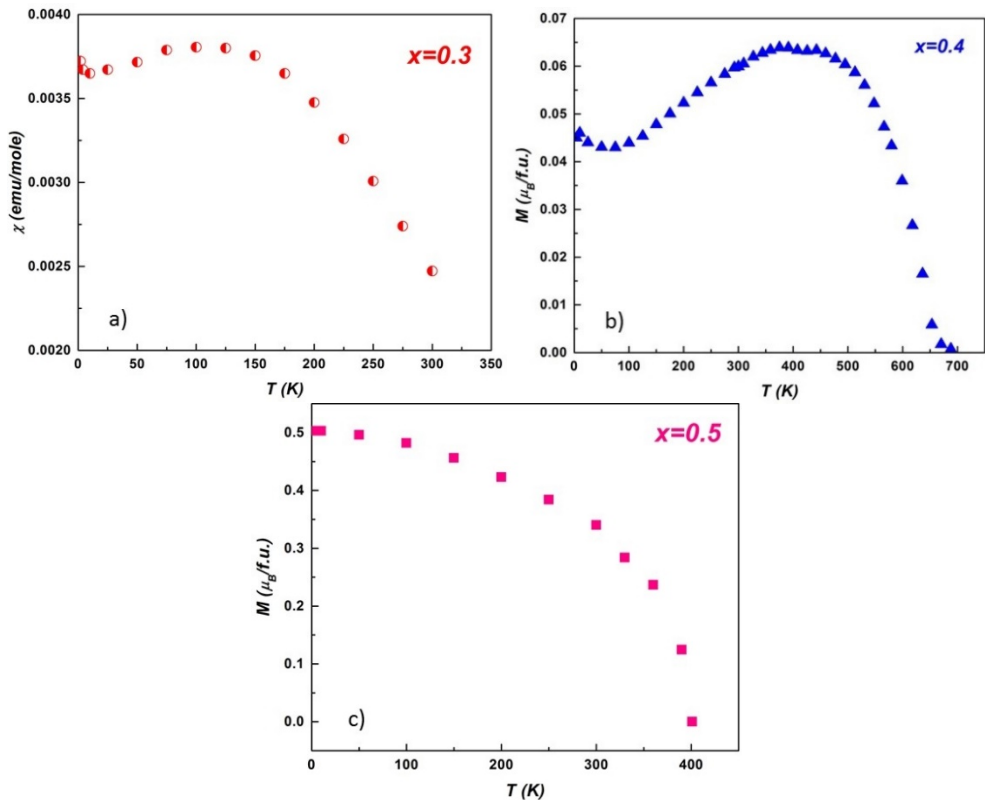 x=0.3
χ (emu/mole)
0.0040
0.0035
0.0030
0.0025
0.0020
a)
0 50 100 150 200 250 300 350
T (K)
x=0.4
M (μB/f.u.)
0.07
0.06
0.05
0.04
0.03
0.02
0.01
0.00
b)
0 100 200 300 400 500 600 700
T (K)
x=0.5
M (μB/f.u.)
0.5
0.4
0.3
0.2
0.1
0.0
c)
0 100 200 300 400
T (K)